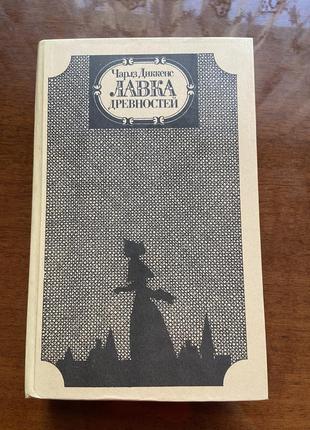 Чарлз Диккенс
ЛАВКА
ДРЕВНОСТЕЙ